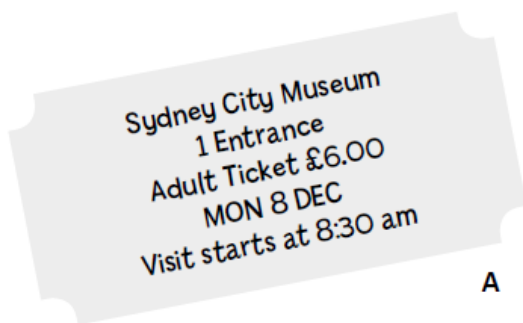 Sydney City Museum
1 Entrance
Adult Ticket £6.00
MON 8 DEC
Visit starts at 8:30 am
A